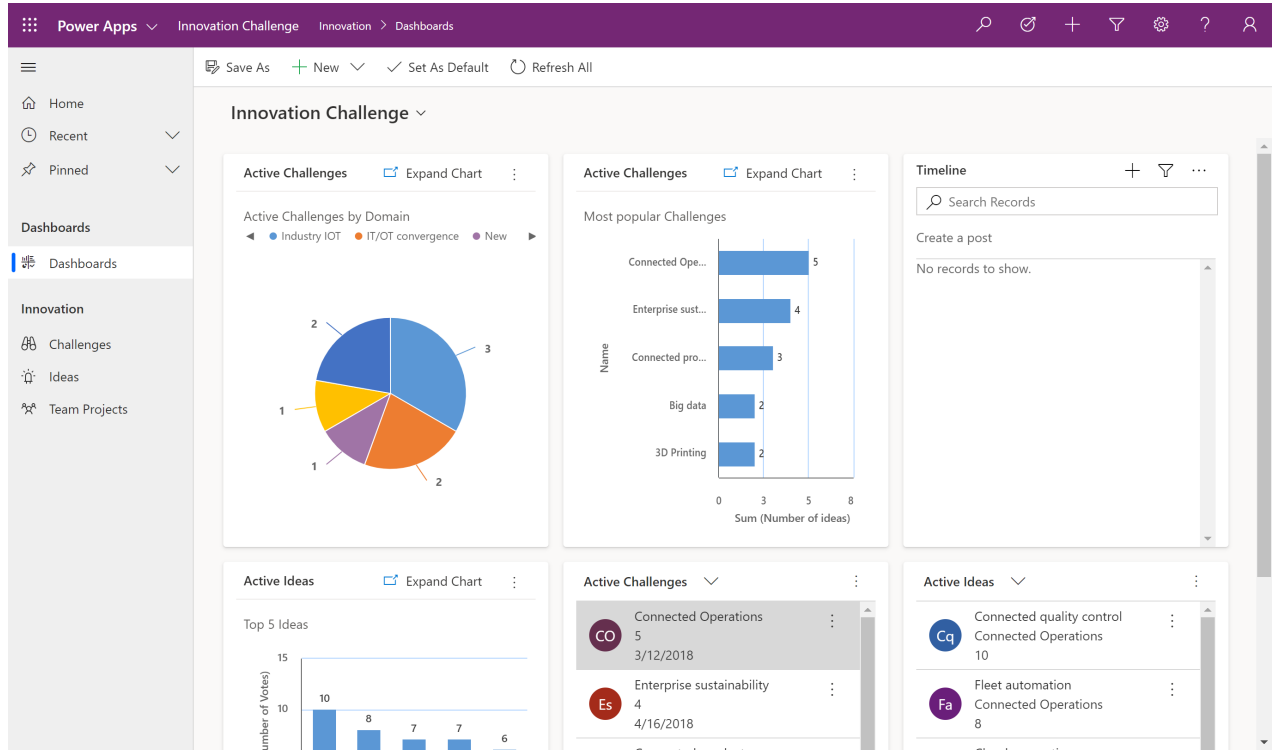 Power Apps
Innovation Challenge
Innovation > Dashboards
Save As
New
Set As Default
Refresh All
Home
Recent
Pinned
Dashboards
Dashboards
Innovation
Challenges
Ideas
Team Projects
Innovation Challenge
Active Challenges
Expand Chart
Active Challenges by Domain
Industry IOT
IT/OT convergence
New
2
3
1
1
2
Active Challenges
Expand Chart
Most popular Challenges
Name
Connected Ope...
5
Enterprise sust...
4
Connected pro...
3
Big data
2
3D Printing
2
0 3 5 8
Sum (Number of ideas)
Timeline
Search Records
Create a post
No records to show.
Active Ideas
Expand Chart
Top 5 Ideas
15
10
10
8
7
7
6
Active Challenges
CO
Connected Operations
5
3/12/2018
Es
Enterprise sustainability
4
4/16/2018
Active Ideas
Cq
Connected quality control
Connected Operations
10
Fa
Fleet automation
Connected Operations
8